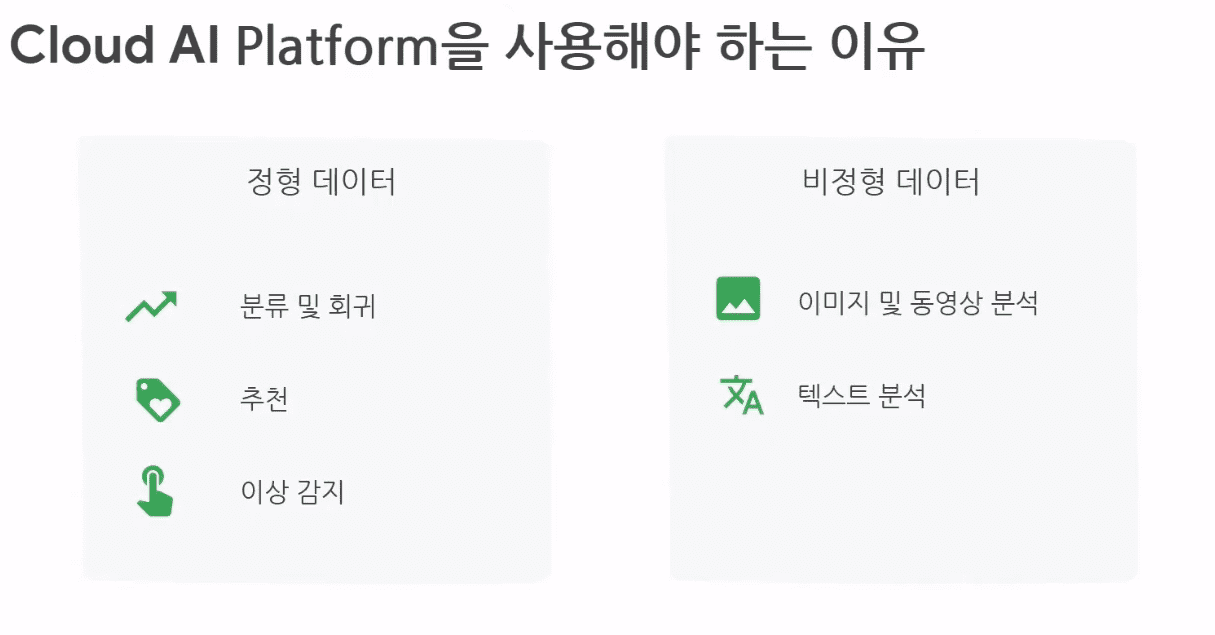 Cloud AI Platform을 사용해야 하는 이유
정형 데이터
분류 및 회귀
추천
이상 감지
비정형 데이터
이미지 및 동영상 분석
텍스트 분석